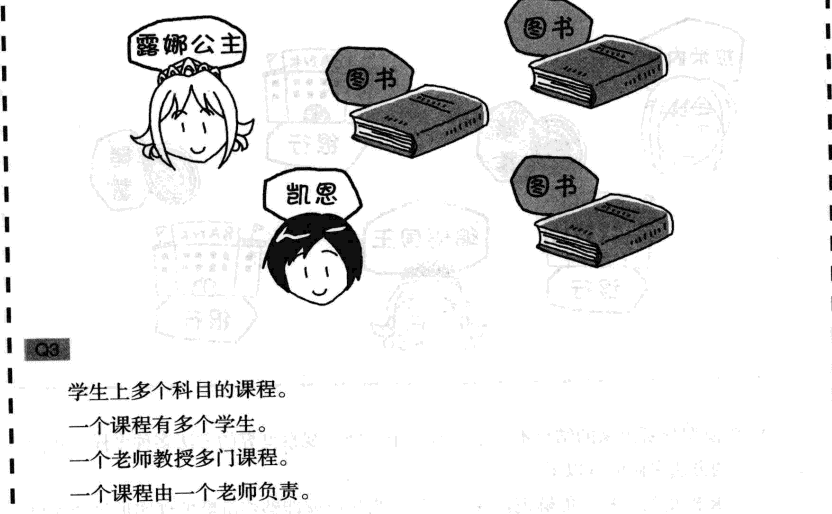 图书
露娜公主
图书
凯恩
图书
Q3
学生上多个科目的课程。
一个课程有多个学生。
一个老师教授多门课程。
一个课程由一个老师负责。